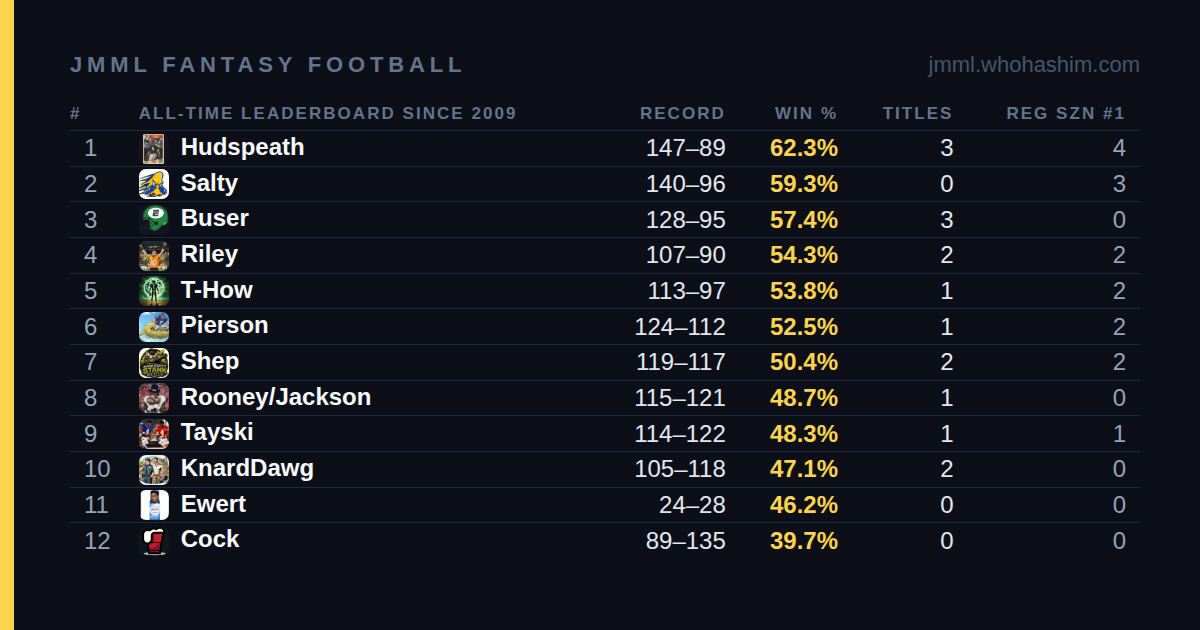 JMML FANTASY FOOTBALL jmml.whohashim.com
# ALL-TIME LEADERBOARD SINCE 2009 RECORD WIN % TITLES REG SZN #1
1 Hudspeath 147–89 62.3% 3 4
2 Salty 140–96 59.3% 0 3
3 Buser 128–95 57.4% 3 0
4 Riley 107–90 54.3% 2 2
5 T-How 113–97 53.8% 1 2
6 Pierson 124–112 52.5% 1 2
7 Shep 119–117 50.4% 2 2
8 Rooney/Jackson 115–121 48.7% 1 0
9 Tayski 114–122 48.3% 1 1
10 KnardDawg 105–118 47.1% 2 0
11 Ewert 24–28 46.2% 0 0
12 Cock 89–135 39.7% 0 0